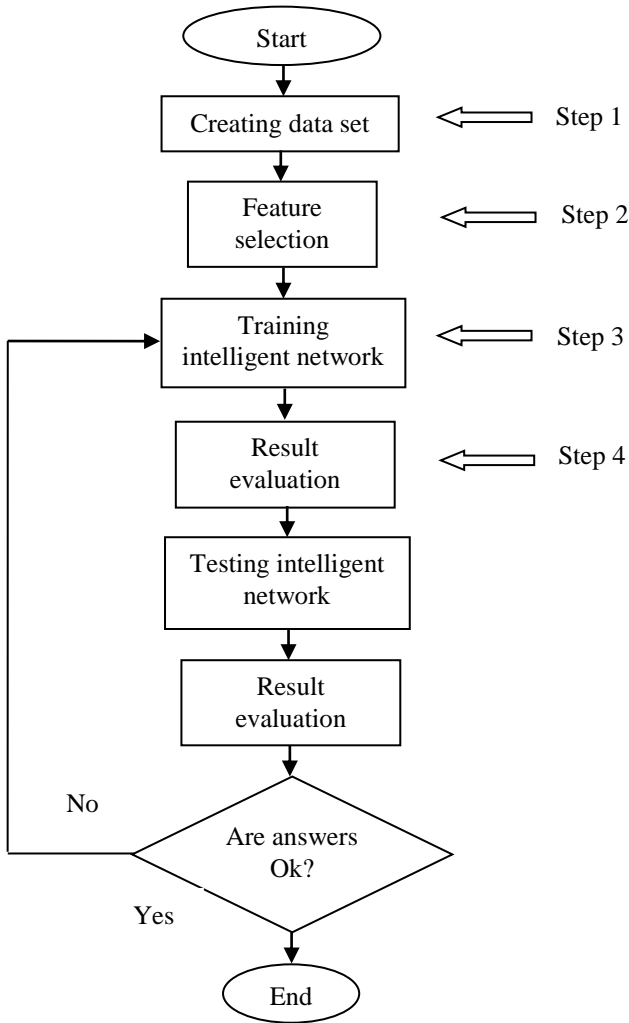 Start
Creating data set
Step 1
Feature
selection
Step 2
Training
intelligent network
Step 3
Result
evaluation
Step 4
Testing intelligent
network
Result
evaluation
No
Are answers
Ok?
Yes
End